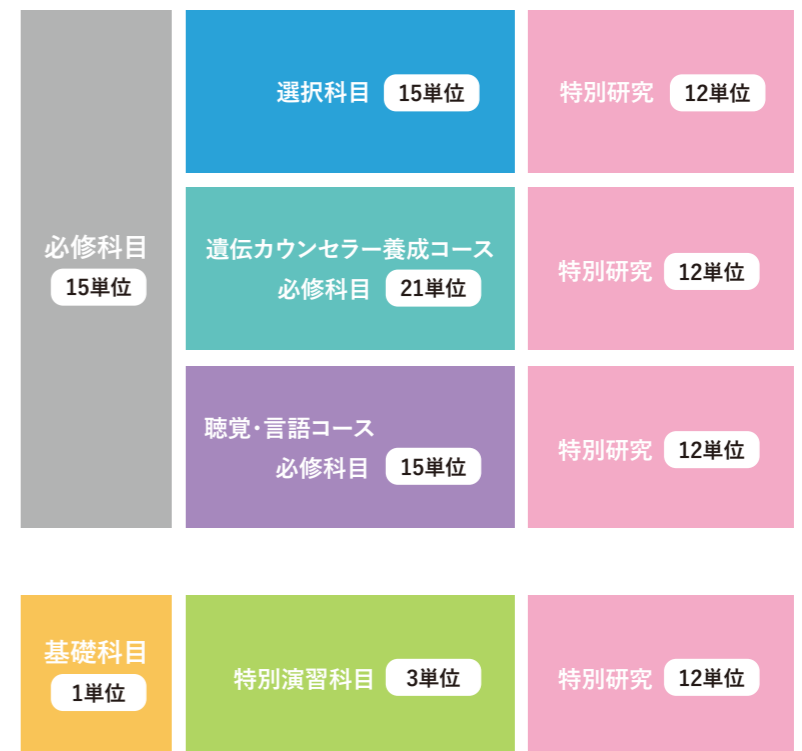 必修科目
15単位
選択科目 15単位
特別研究 12単位
遺伝カウンセラー養成コース
必修科目 21単位
特別研究 12単位
聴覚・言語コース
必修科目 15単位
特別研究 12単位
基礎科目
1単位
特別演習科目 3単位
特別研究 12単位